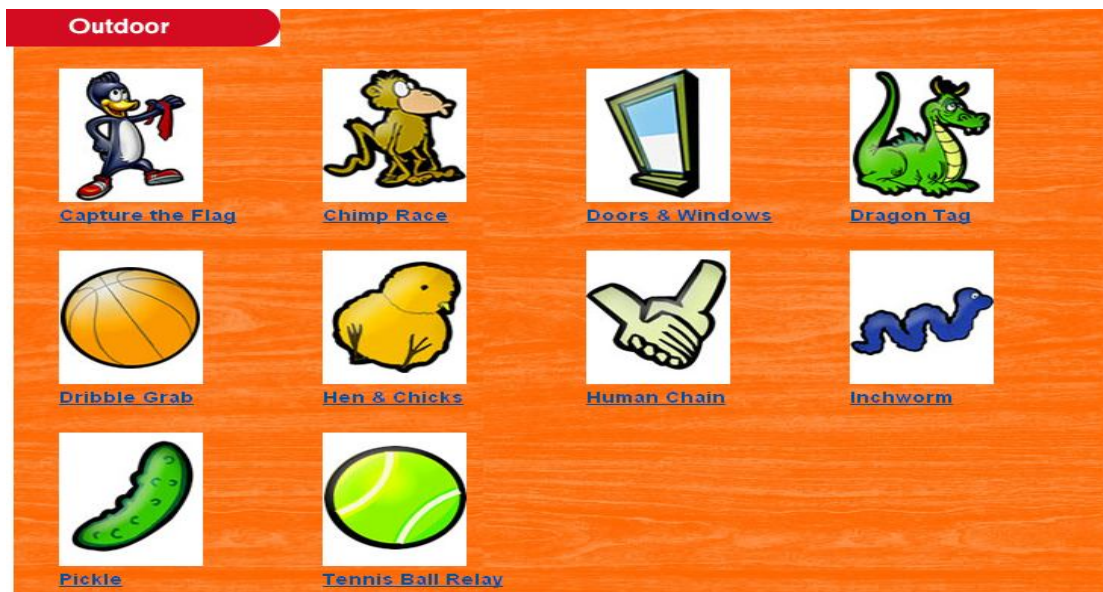 Outdoor
Capture the Flag
Chimp Race
Doors & Windows
Dragon Tag
Dribble Grab
Hen & Chicks
Human Chain
Inchworm
Pickle
Tennis Ball Relay